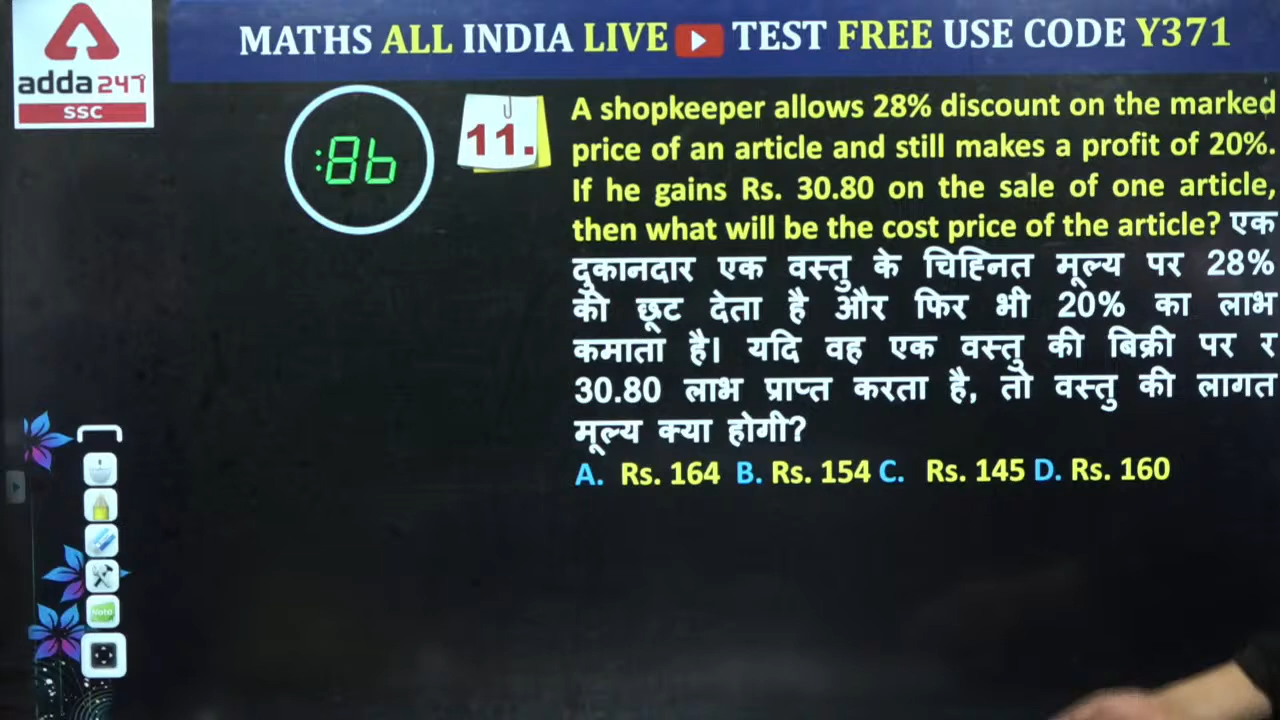 adda247
SSC
MATHS ALL INDIA LIVE TEST FREE USE CODE Y371
:86
11.
A shopkeeper allows 28% discount on the marked
price of an article and still makes a profit of 20%.
If he gains Rs. 30.80 on the sale of one article,
then what will be the cost price of the article? एक
दुकानदार एक वस्तु के चिह्नित मूल्य पर 28%
की छूट देता है और फिर भी 20% का लाभ
कमाता है। यदि वह एक वस्तु की बिक्री पर र
30.80 लाभ प्राप्त करता है, तो वस्तु की लागत
मूल्य क्या होगी?
A. Rs. 164 B. Rs. 154 C. Rs. 145 D. Rs. 160
Note